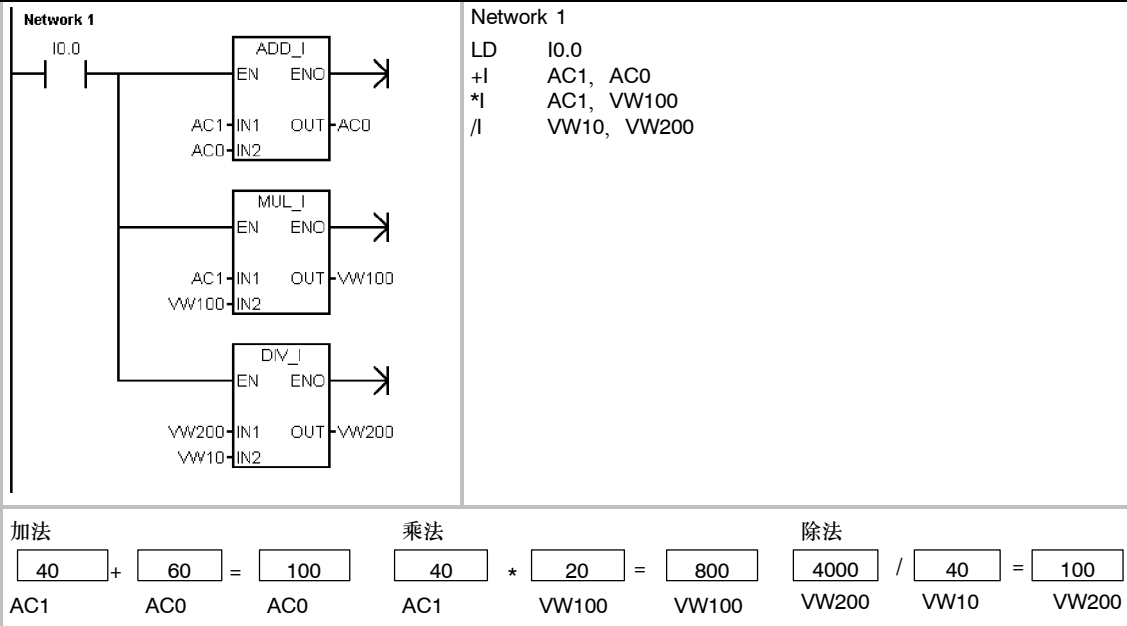 Network 1
I0.0
ADD_I
EN ENO
AC1 IN1 OUT AC0
AC0 IN2
MUL_I
EN ENO
AC1 IN1 OUT VW100
VW100 IN2
DIV_I
EN ENO
VW200 IN1 OUT VW200
VW10 IN2
Network 1
LD I0.0
+I AC1, AC0
*I AC1, VW100
/I VW10, VW200
加法
40 + 60 = 100
AC1 AC0 AC0
乘法
40 * 20 = 800
AC1 VW100 VW100
除法
4000 / 40 = 100
VW200 VW10 VW200